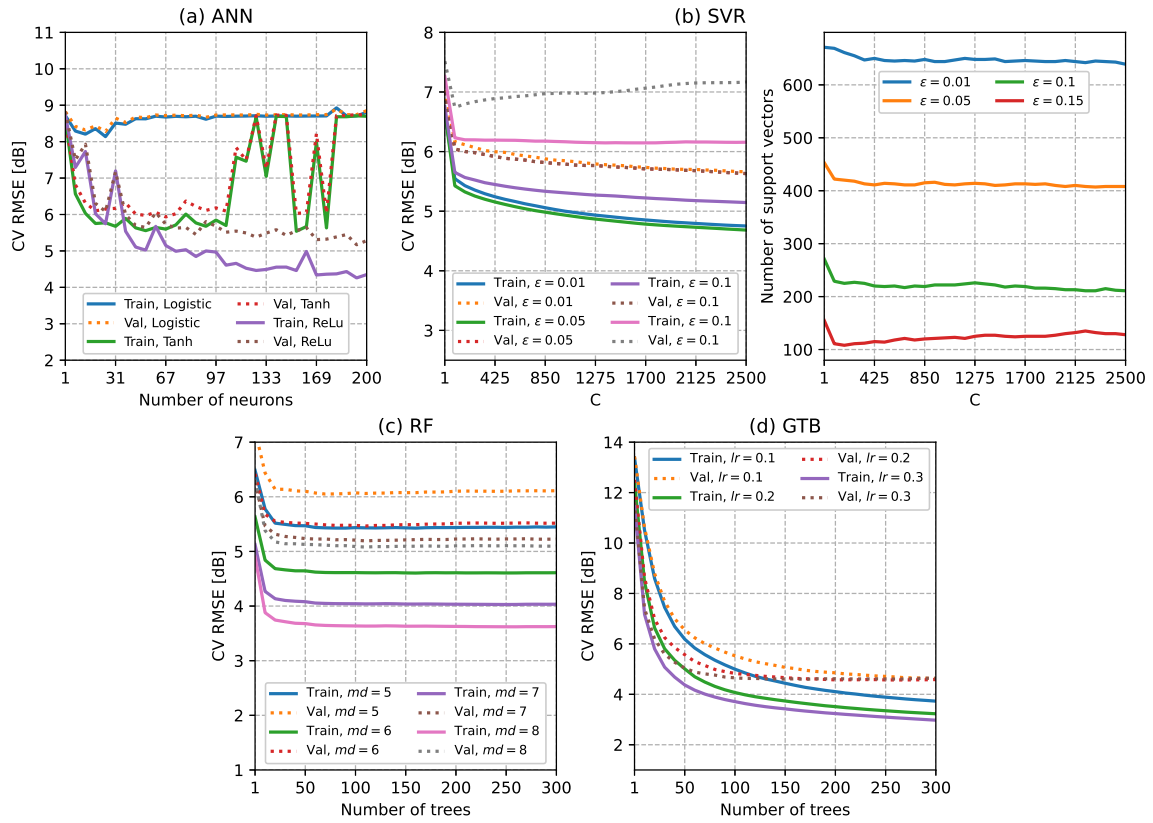 (a) ANN
11
10
9
8
7
6
5
4
3
2
CV RMSE [dB]
Train, Logistic
Val, Logistic
Train, Tanh
Val, Tanh
Train, ReLu
Val, ReLu
1 31 67 97 133 169 200
Number of neurons
(b) SVR
8
7
6
5
4
3
CV RMSE [dB]
Train, ε = 0.01
Val, ε = 0.01
Train, ε = 0.05
Val, ε = 0.05
Train, ε = 0.1
Val, ε = 0.1
Train, ε = 0.1
Val, ε = 0.1
1 425 850 1275 1700 2125 2500
C
600
500
400
300
200
100
Number of support vectors
ε = 0.01
ε = 0.05
ε = 0.1
ε = 0.15
1 425 850 1275 1700 2125 2500
C
(c) RF
7
6
5
4
3
2
1
CV RMSE [dB]
Train, md = 5
Val, md = 5
Train, md = 6
Val, md = 6
Train, md = 7
Val, md = 7
Train, md = 8
Val, md = 8
1 50 100 150 200 250 300
Number of trees
(d) GTB
14
12
10
8
6
4
2
CV RMSE [dB]
Train, lr = 0.1
Val, lr = 0.1
Train, lr = 0.2
Val, lr = 0.2
Train, lr = 0.3
Val, lr = 0.3
1 50 100 150 200 250 300
Number of trees